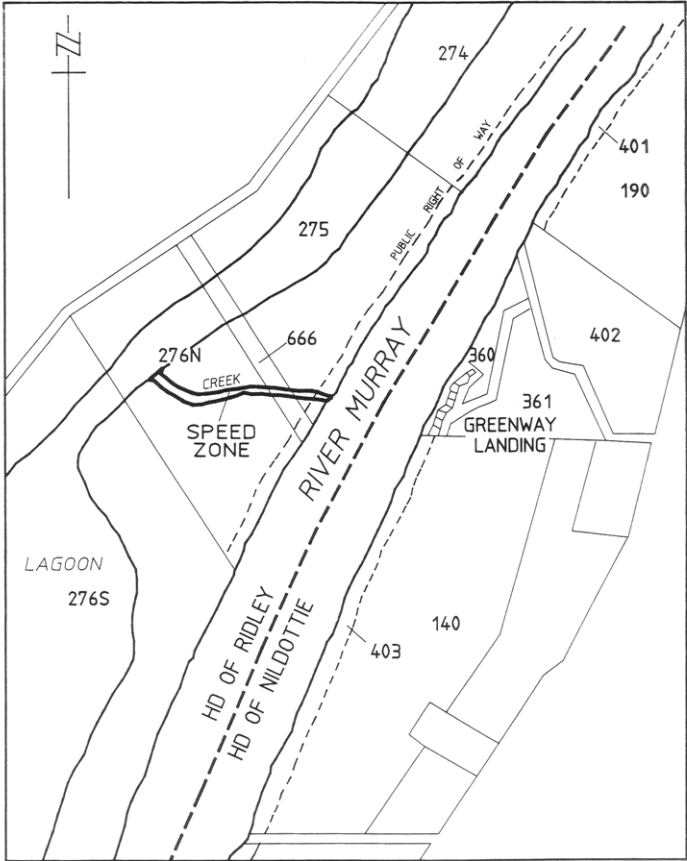 N
274
PUBLIC RIGHT OF WAY
401
190
275
402
666
276N
360
CREEK
361
SPEED
ZONE
GREENWAY
LANDING
RIVER MURRAY
LAGOON
276S
HD OF RIDLEY
HD OF NILDOTTIE
140
403